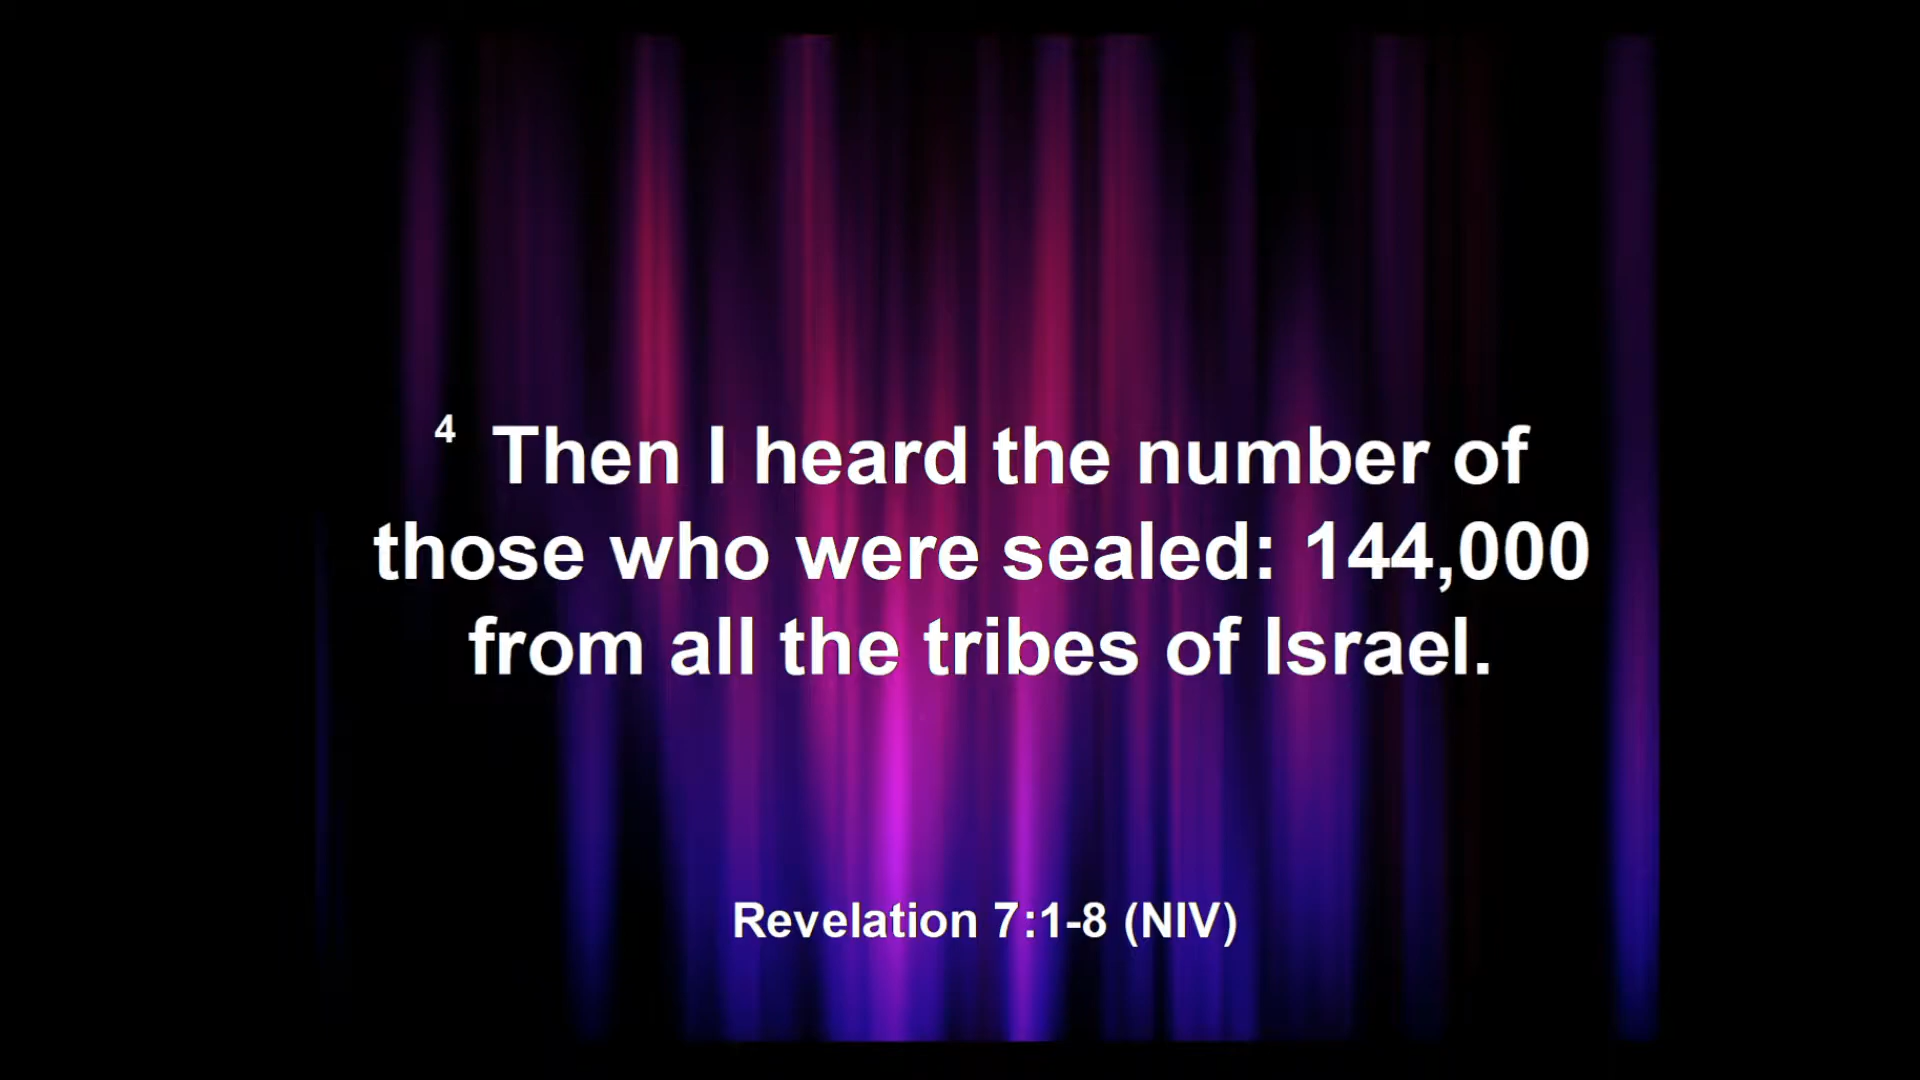 4 Then I heard the number of
those who were sealed: 144,000
from all the tribes of Israel.
Revelation 7:1-8 (NIV)